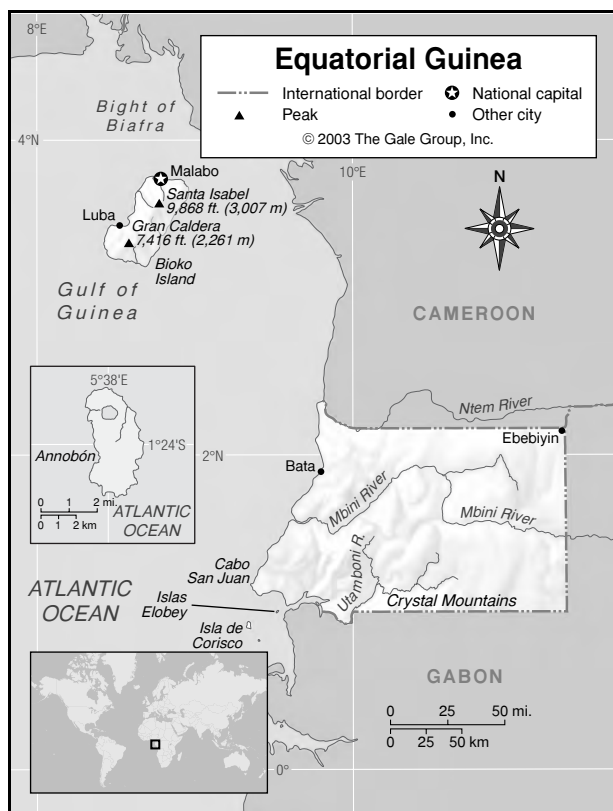 8°E
Equatorial Guinea
International border
National capital
Peak
Other city
© 2003 The Gale Group, Inc.
Bight of
Biafra
4°N
10°E
N
Malabo
Santa Isabel
9,868 ft. (3,007 m)
Luba
Gran Caldera
7,416 ft. (2,261 m)
Bioko
Island
Gulf of
Guinea
CAMEROON
5°38'E
Ntem River
Ebebiyin
1°24'S
2°N
Annobón
Bata
Mbini River
Mbini River
0 1 2 mi.
0 1 2 km
ATLANTIC
OCEAN
Utamboni R.
Cabo
San Juan
ATLANTIC
OCEAN
Islas
Elobey
Crystal Mountains
Isla de
Corisco
GABON
0 25 50 mi.
0 25 50 km
0°